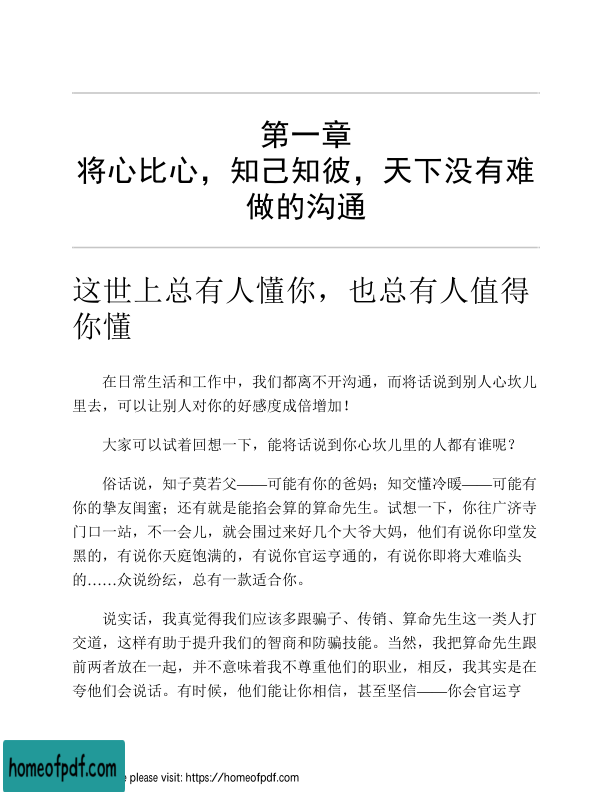 第一章
将心比心，知己知彼，天下没有难
做的沟通
这世上总有人懂你，也总有人值得
你懂
在日常生活和工作中，我们都离不开沟通，而将话说到别人心坎儿
里去，可以让别人对你的好感度成倍增加！
大家可以试着回想一下，能将话说到你心坎儿里的人都有谁呢？
俗话说，知子莫若父——可能有你的爸妈；知交懂冷暖——可能有
你的挚友闺蜜；还有就是能掐会算的算命先生。试想一下，你往广济寺
门口一站，不一会儿，就会围过来好几个大爷大妈，他们有说你印堂发
黑的，有说你天庭饱满的，有说你官运亨通的，有说你即将大难临头
的……众说纷纭，总有一款适合你。
说实话，我真觉得我们应该多跟骗子、传销、算命先生这一类人打
交道，这样有助于提升我们的智商和防骗技能。当然，我把算命先生跟
前两者放在一起，并不意味着我不尊重他们的职业，相反，我其实是在
夸他们会说话。有时候，他们能让你相信，甚至坚信——你会官运亨
homeofpdf.com
e please visit: https://homeofpdf.com